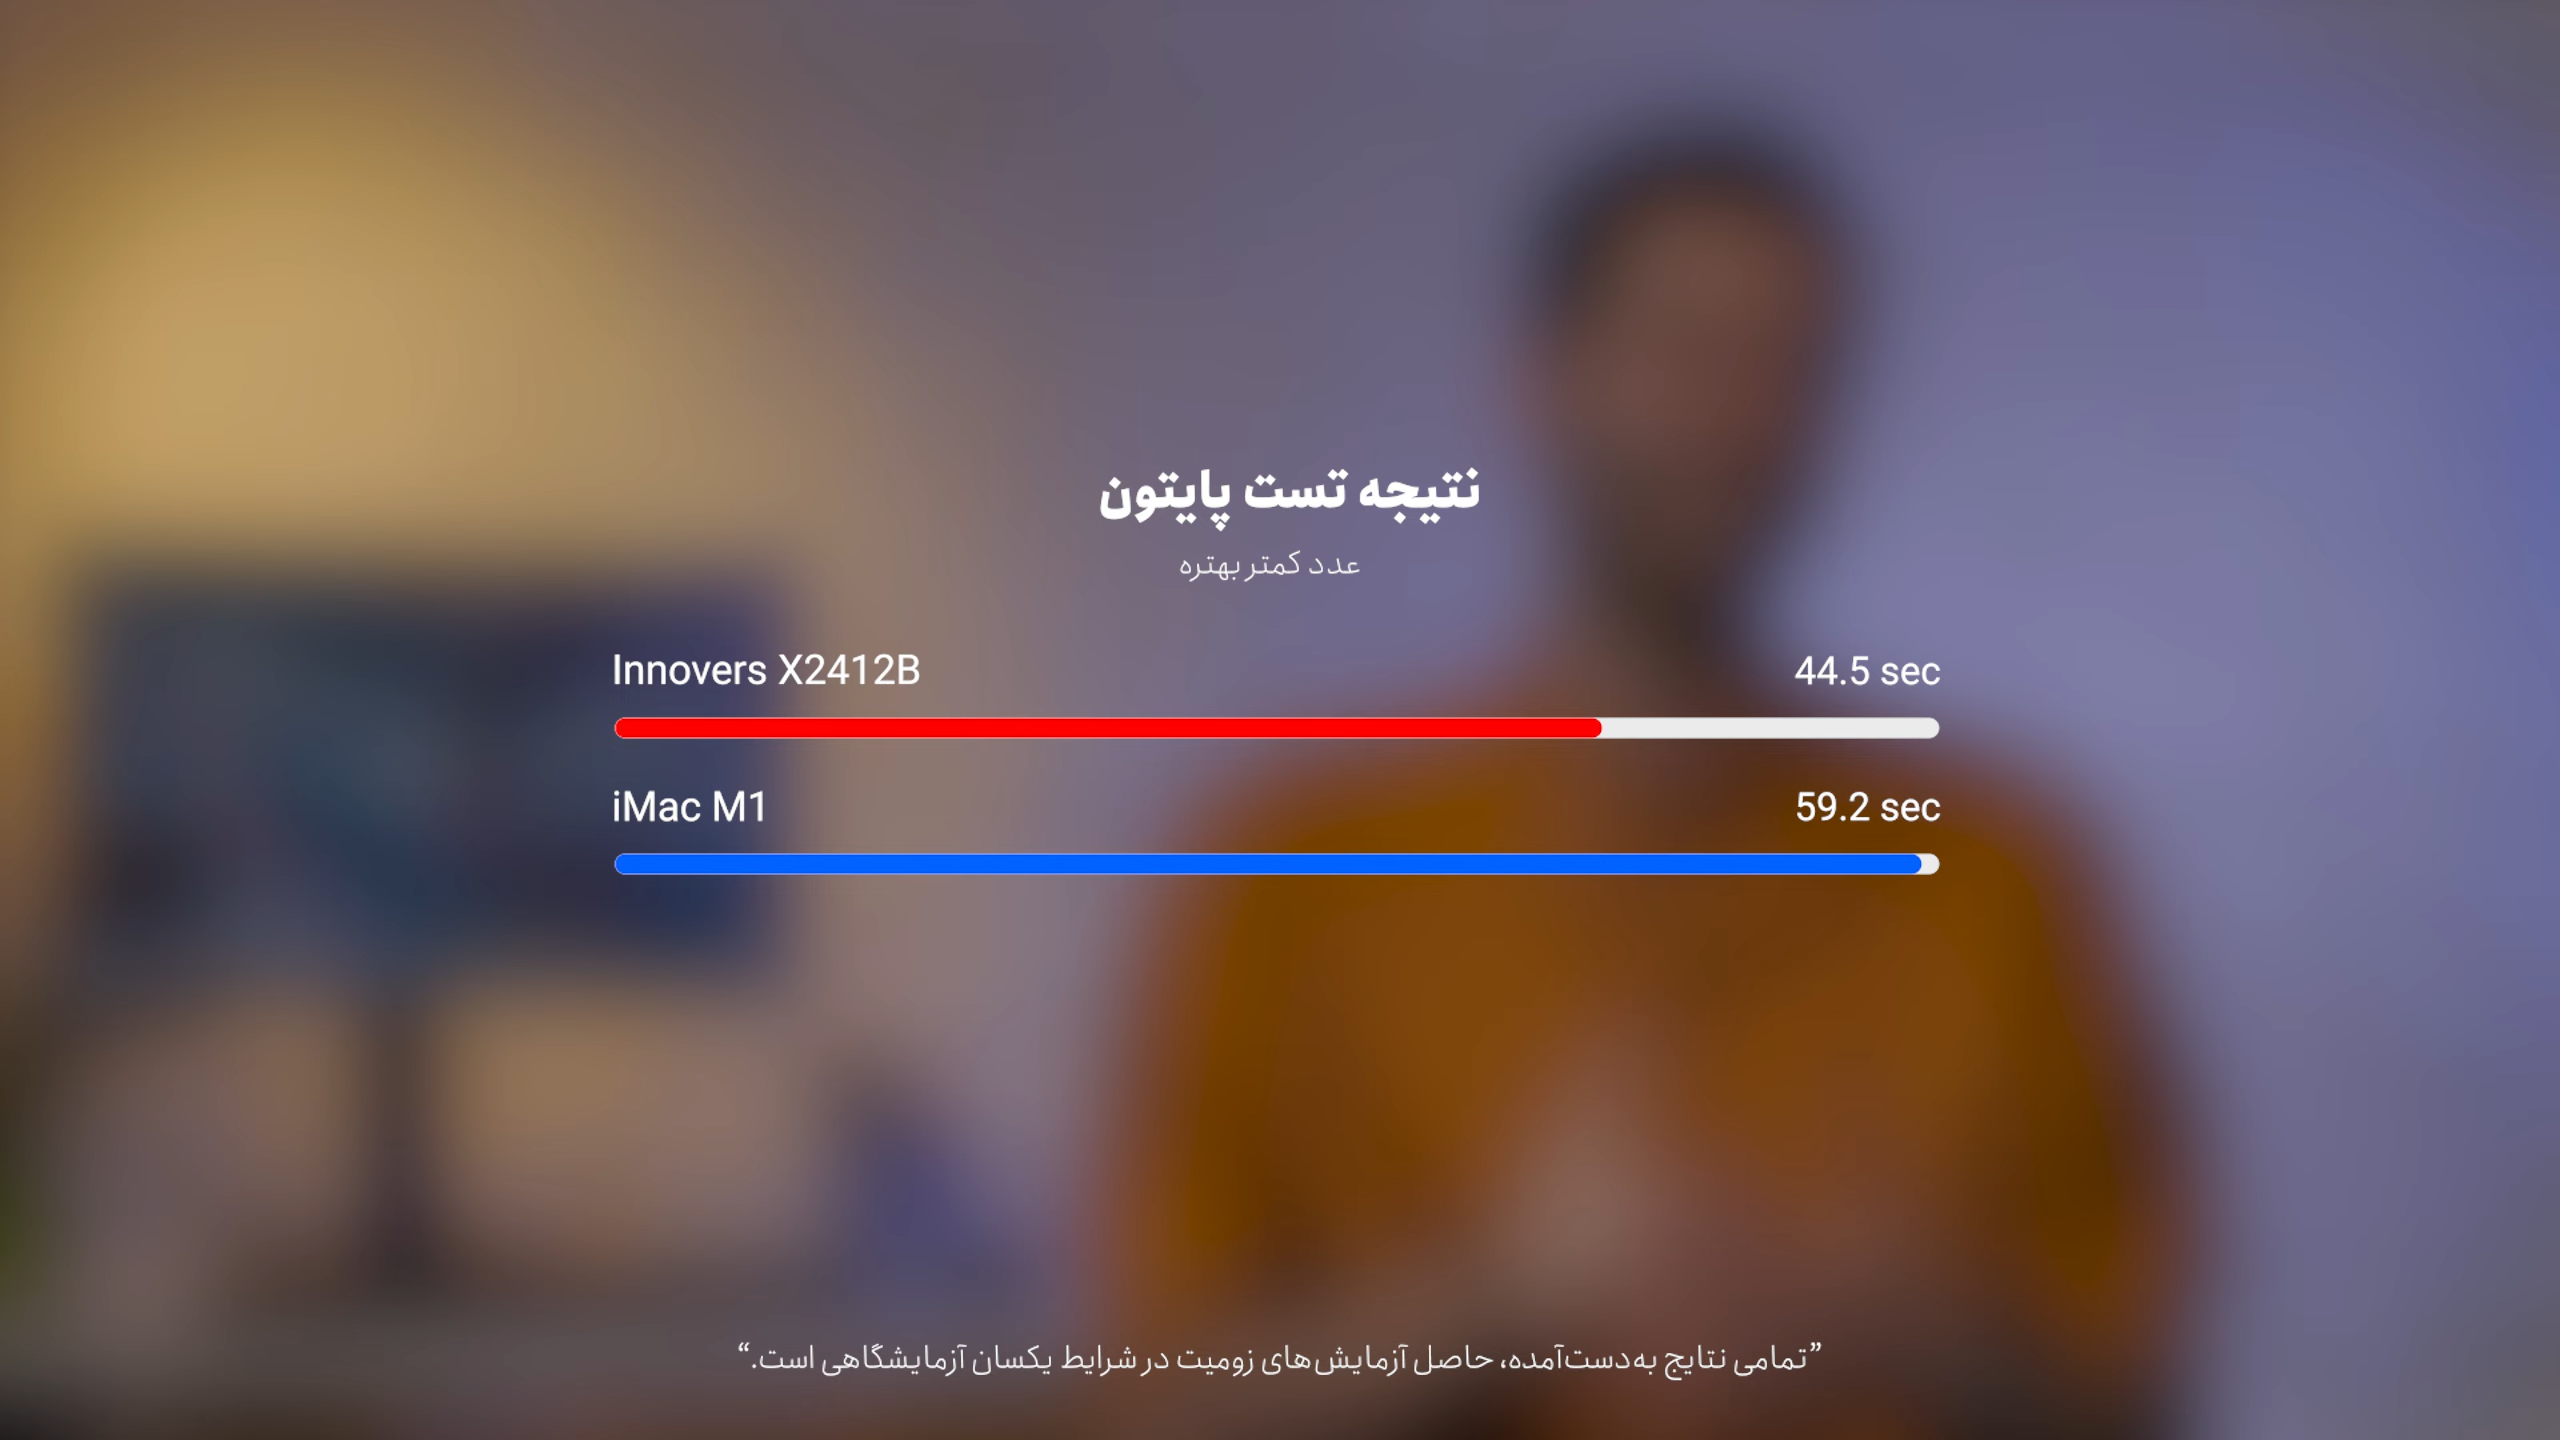 نتیجه تست پایتون
عدد کمتر بهتره
Innovers X2412B 44.5 sec
iMac M1 59.2 sec
”تمامی نتایج به‌دست‌آمده، حاصل آزمایش‌های زومیت در شرایط یکسان آزمایشگاهی است.“